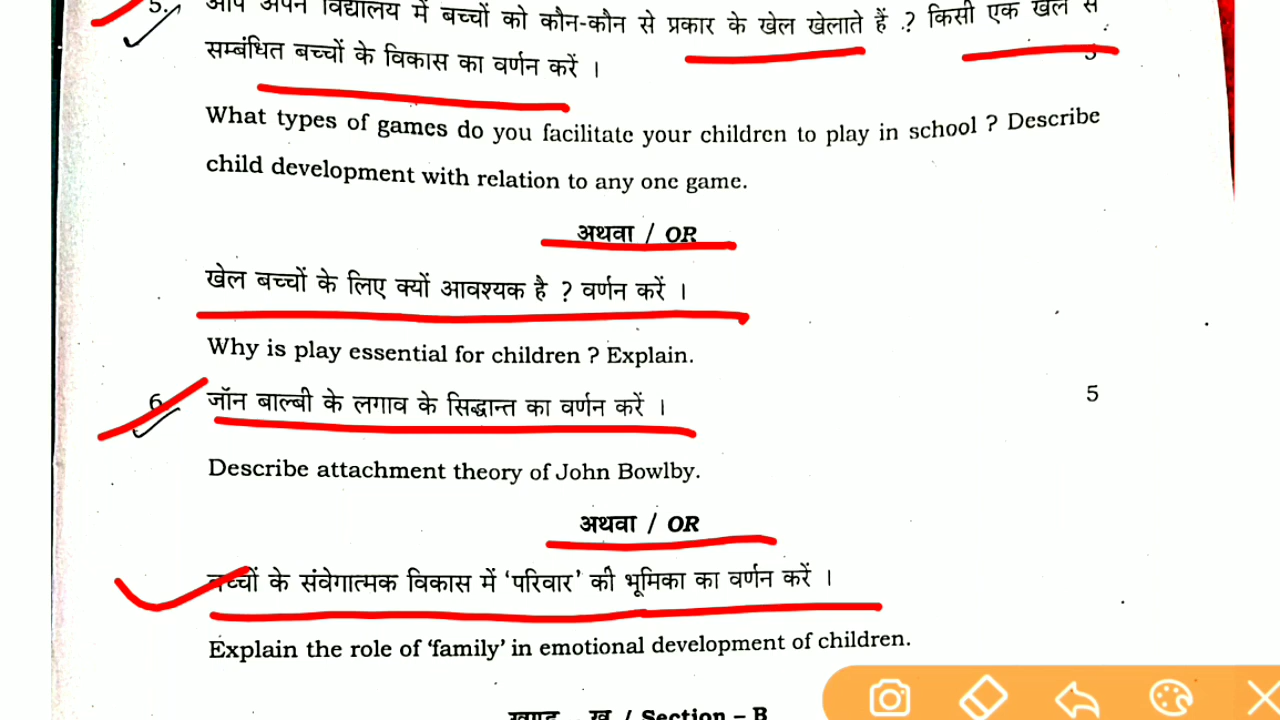 5. आप अपने विद्यालय में बच्चों को कौन-कौन से प्रकार के खेल खेलाते हैं ? किसी एक खेल से
सम्बंधित बच्चों के विकास का वर्णन करें । 5
What types of games do you facilitate your children to play in school ? Describe
child development with relation to any one game.
अथवा / OR
खेल बच्चों के लिए क्यों आवश्यक है ? वर्णन करें ।
Why is play essential for children ? Explain.
6. जॉन बाल्बी के लगाव के सिद्धान्त का वर्णन करें । 5
Describe attachment theory of John Bowlby.
अथवा / OR
बच्चों के संवेगात्मक विकास में ‘परिवार’ की भूमिका का वर्णन करें ।
Explain the role of ‘family’ in emotional development of children.
खण्ड – ख / Section – B